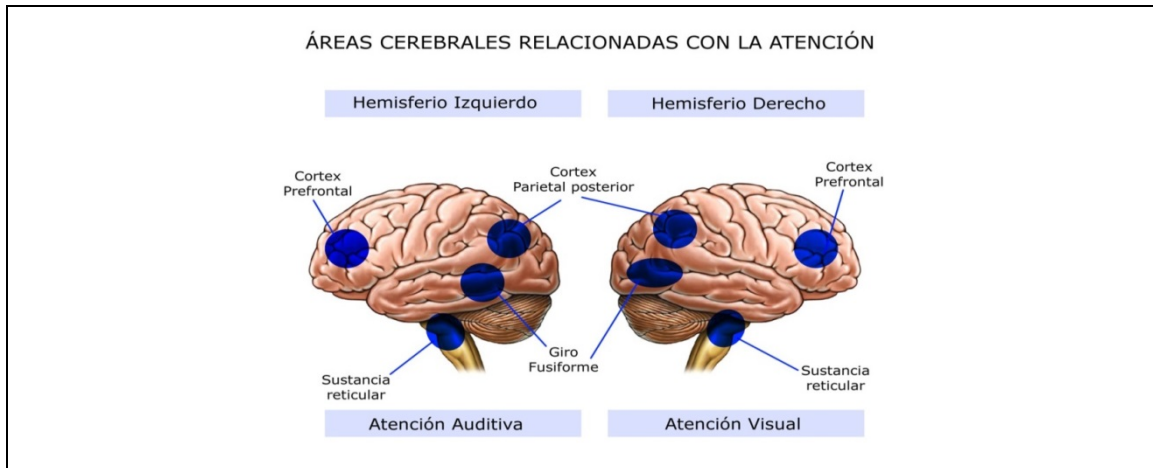 ÁREAS CEREBRALES RELACIONADAS CON LA ATENCIÓN
Hemisferio Izquierdo
Hemisferio Derecho
Cortex
Prefrontal
Cortex
Parietal posterior
Cortex
Prefrontal
Giro
Fusiforme
Sustancia
reticular
Sustancia
reticular
Atención Auditiva
Atención Visual